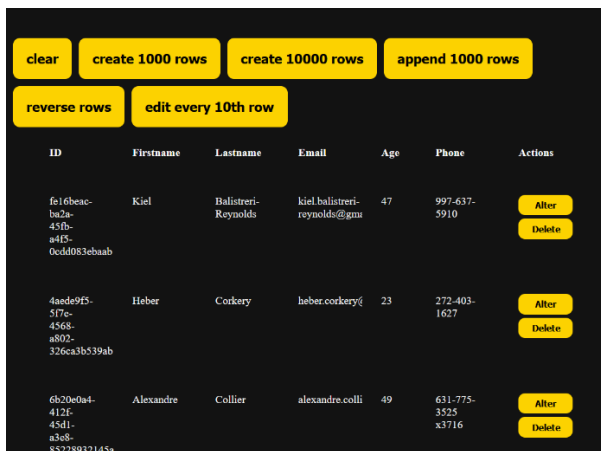 clear create 1000 rows create 10000 rows append 1000 rows
reverse rows edit every 10th row
ID Firstname Lastname Email Age Phone Actions
fe16beac- Kiel Balistreri- kiel.balistreri- 47 997-637- Alter
ba2a- Reynolds reynolds@gma 5910
45fb- Delete
a4f5-
0cdd083ebaab
4aede9f5- Heber Corkery heber.corkery@ 23 272-403- Alter
5f7e- 1627
4568- Delete
a802-
326ca3b539ab
6b20e0a4- Alexandre Collier alexandre.colli 49 631-775- Alter
412f- 3525
45d1- x3716 Delete
a3e8-
85228932145a